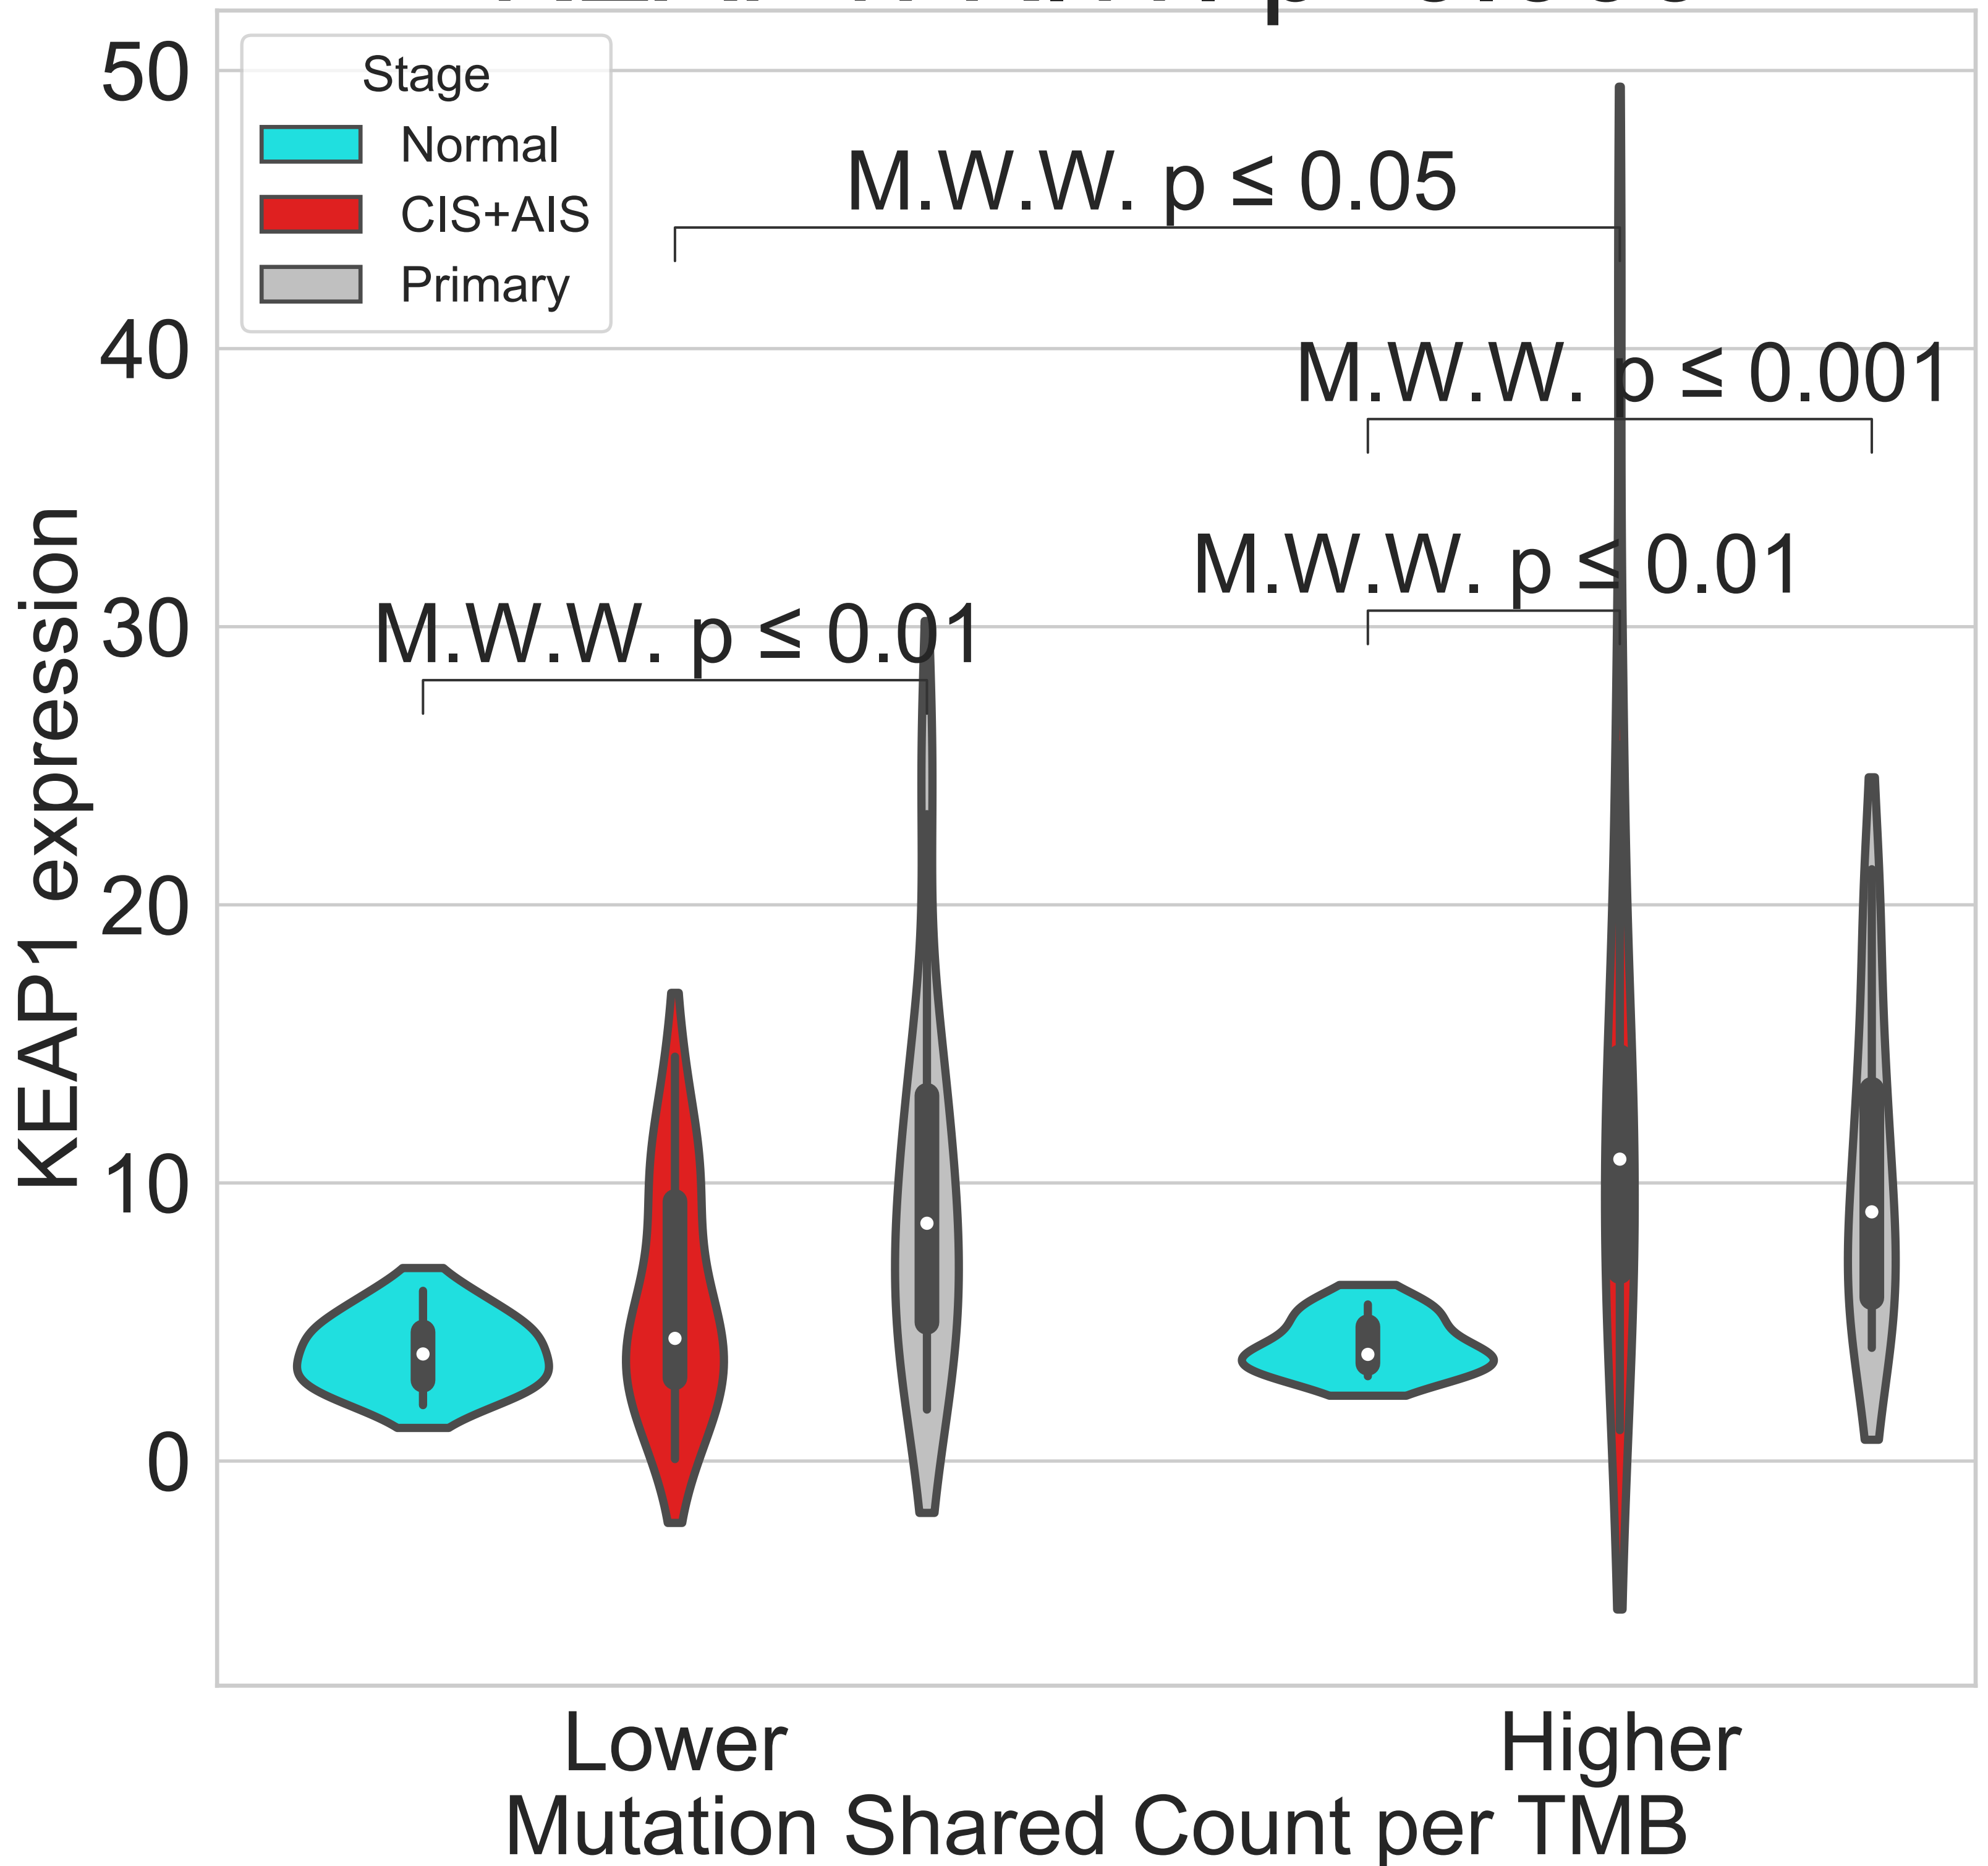 50
40
30
20
10
0
KEAP1 expression
Stage
Normal
CIS+AIS
Primary
M.W.W. p ≤ 0.05
M.W.W. p ≤ 0.001
M.W.W. p ≤ 0.01
M.W.W. p ≤ 0.01
Lower
Higher
Mutation Shared Count per TMB